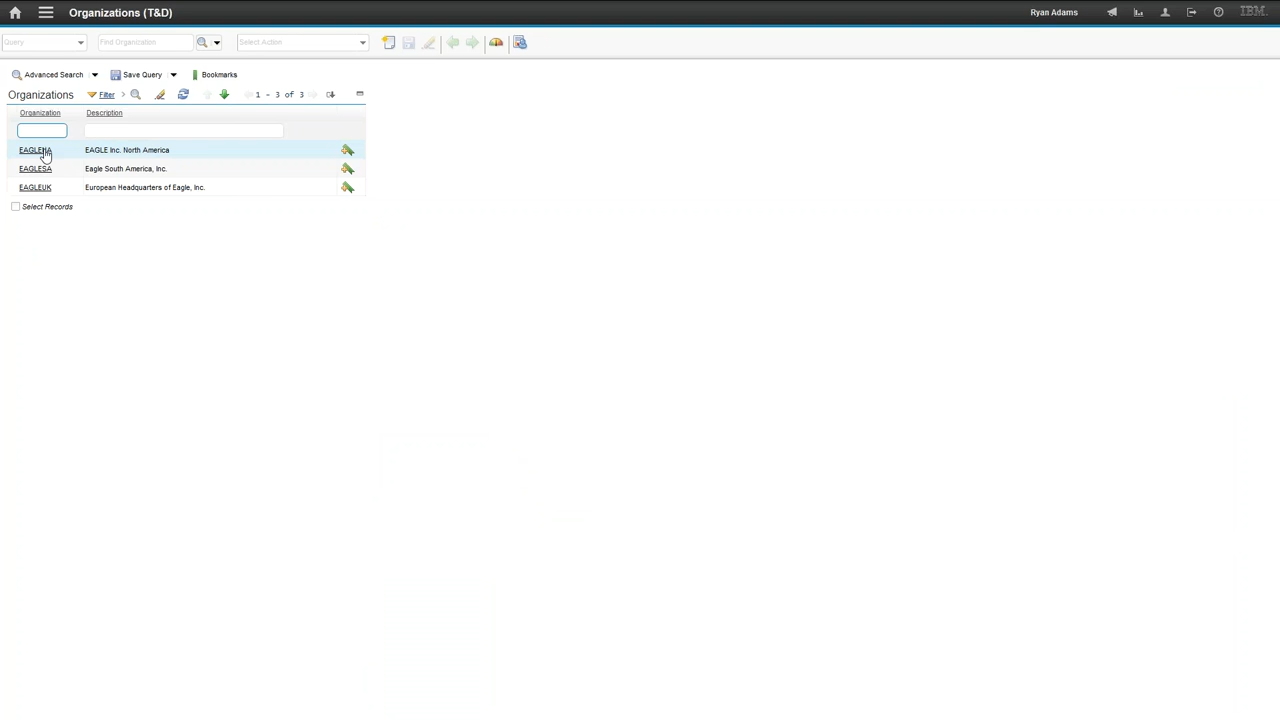 Organizations (T&D)
Ryan Adams
IBM.
Query
Find Organization
Select Action
Advanced Search
Save Query
Bookmarks
Organizations
Filter
1 - 3 of 3
Organization
Description
EAGLENA
EAGLE Inc. North America
EAGLESA
Eagle South America, Inc.
EAGLEUK
European Headquarters of Eagle, Inc.
Select Records